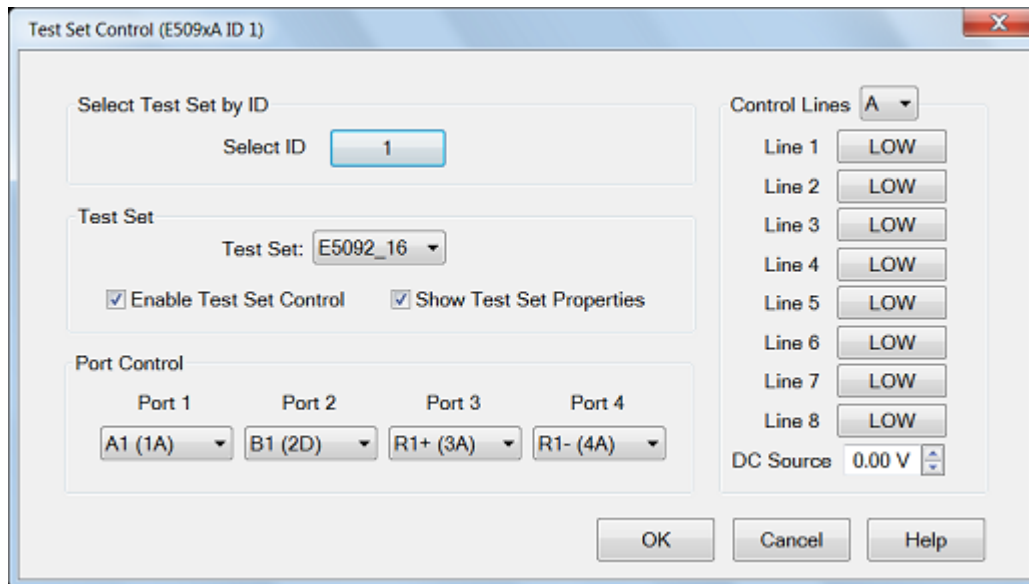 Test Set Control (E509xA ID 1)
Select Test Set by ID
Select ID 1
Test Set
Test Set: E5092_16
Enable Test Set Control Show Test Set Properties
Port Control
Port 1 Port 2 Port 3 Port 4
A1 (1A) B1 (2D) R1+ (3A) R1- (4A)
Control Lines A
Line 1 LOW
Line 2 LOW
Line 3 LOW
Line 4 LOW
Line 5 LOW
Line 6 LOW
Line 7 LOW
Line 8 LOW
DC Source 0.00 V
OK Cancel Help